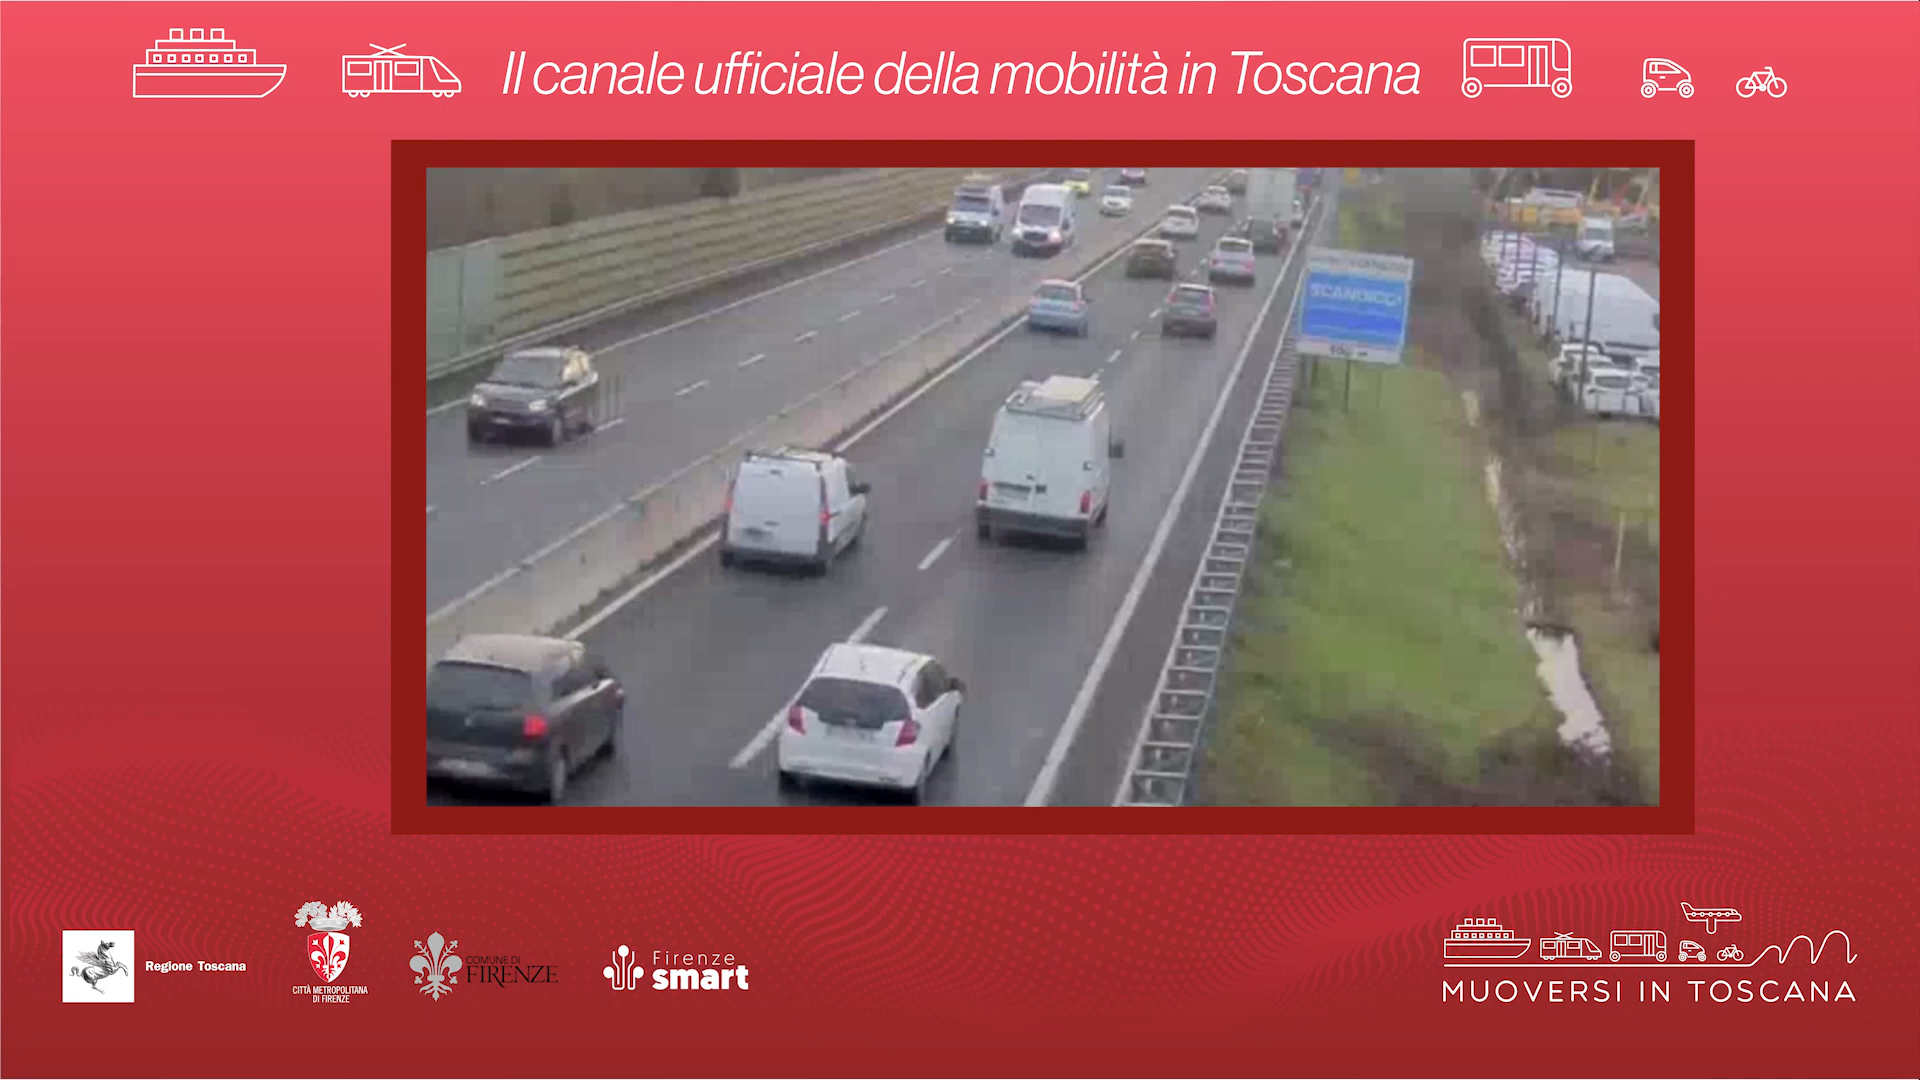 Il canale ufficiale della mobilità in Toscana
SCANDICCI
Regione Toscana
CITTÀ METROPOLITANA
DI FIRENZE
COMUNE DI
FIRENZE
Firenze
smart
MUOVERSI IN TOSCANA